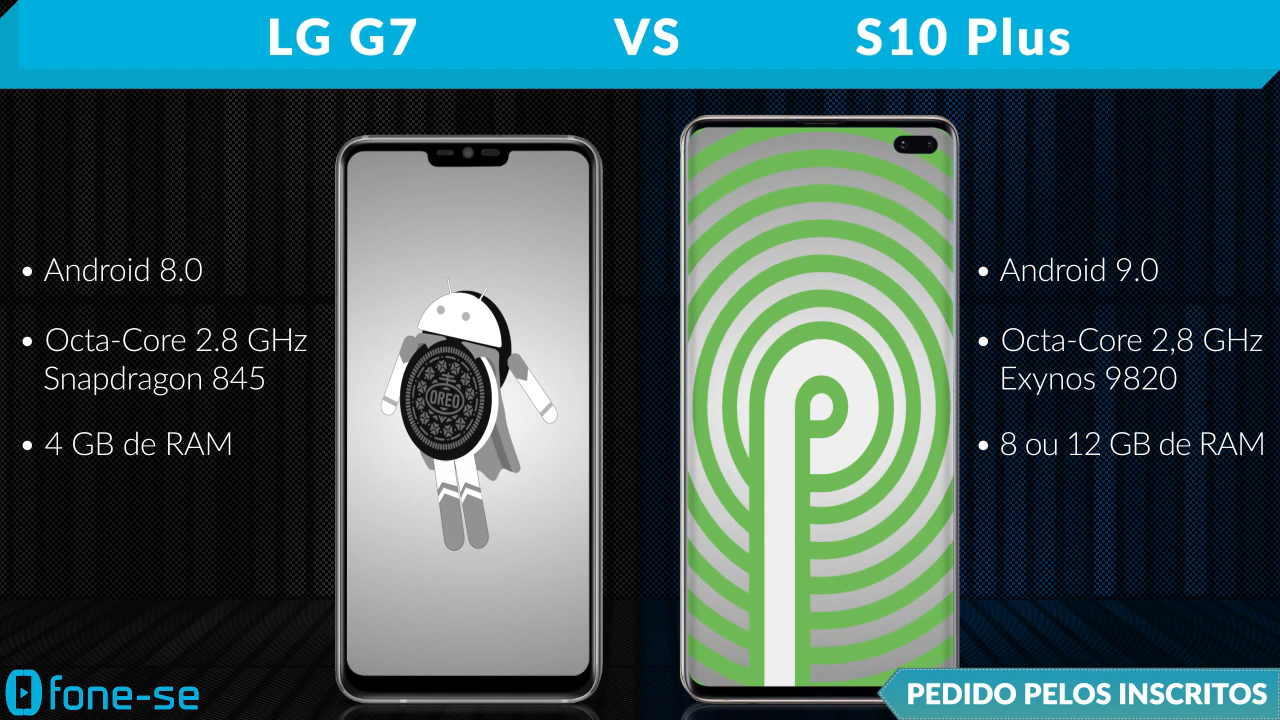 LG G7 VS S10 Plus
• Android 8.0
• Octa-Core 2.8 GHz
Snapdragon 845
• 4 GB de RAM
OREO
• Android 9.0
• Octa-Core 2,8 GHz
Exynos 9820
• 8 ou 12 GB de RAM
fone-se
PEDIDO PELOS INSCRITOS